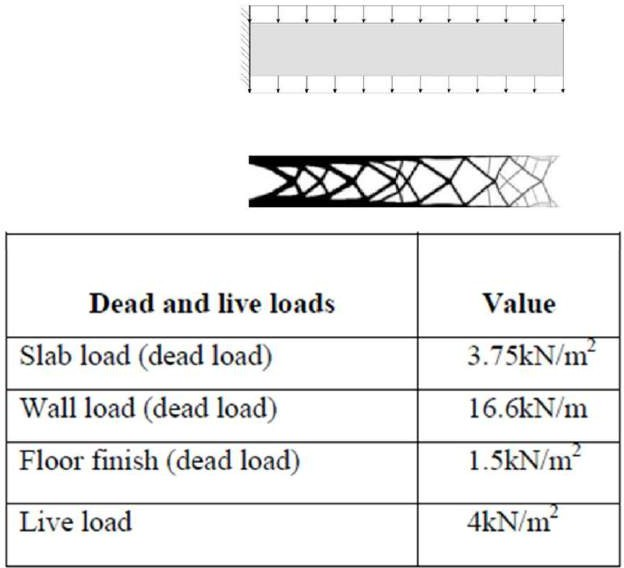 Dead and live loads Value
Slab load (dead load) 3.75kN/m²
Wall load (dead load) 16.6kN/m
Floor finish (dead load) 1.5kN/m²
Live load 4kN/m²